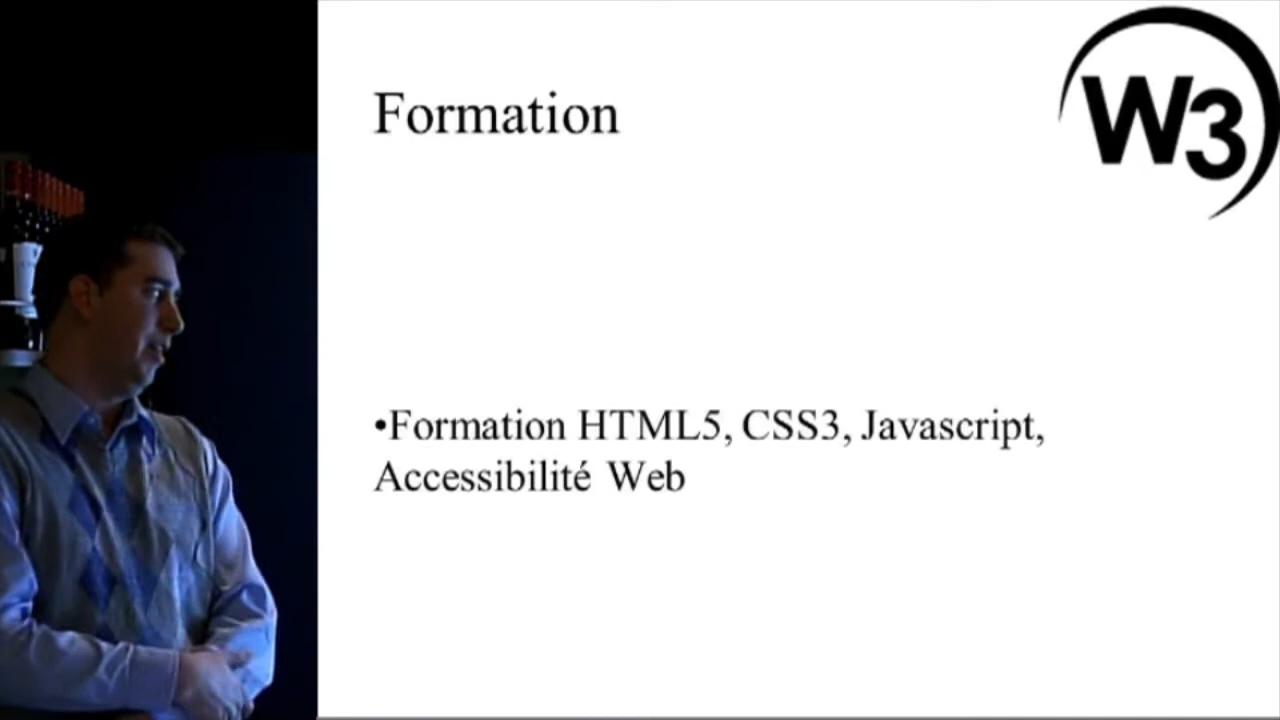 W3
Formation
•Formation HTML5, CSS3, Javascript,
Accessibilité Web